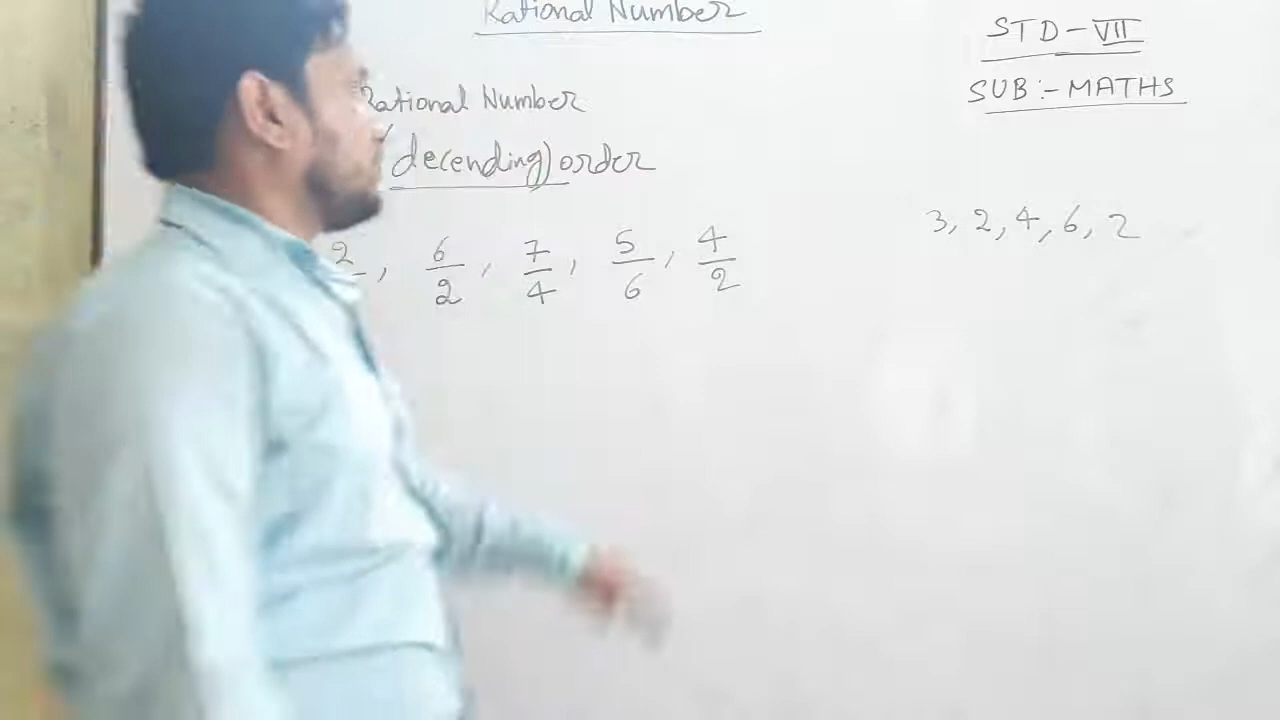 Rational Number
STD-VII
SUB:-MATHS
Rational Number
(decending) order
2/ , 6/2 , 7/4 , 5/6 , 4/2
3, 2, 4, 6, 2